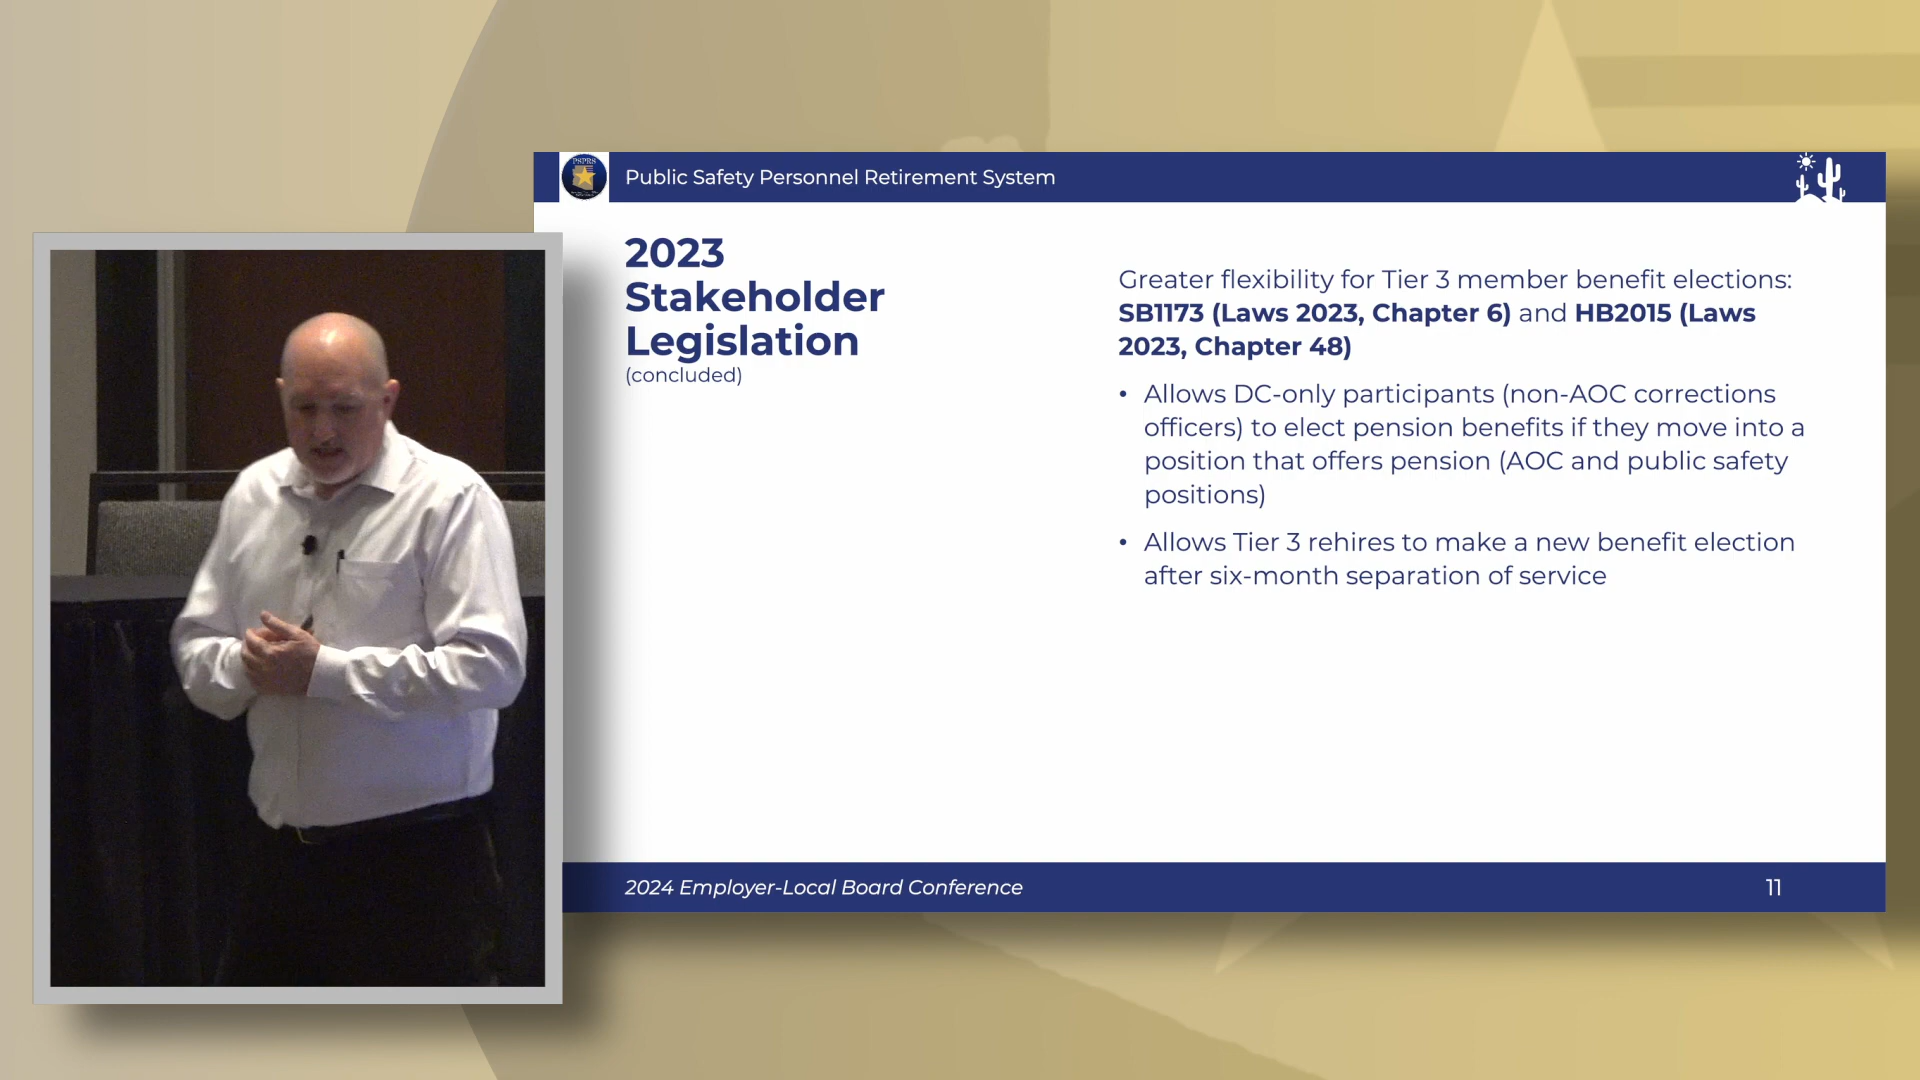 PSPRS
Public Safety Personnel Retirement System
2023
Stakeholder
Legislation
(concluded)
Greater flexibility for Tier 3 member benefit elections:
SB1173 (Laws 2023, Chapter 6) and HB2015 (Laws
2023, Chapter 48)
• Allows DC-only participants (non-AOC corrections
officers) to elect pension benefits if they move into a
position that offers pension (AOC and public safety
positions)
• Allows Tier 3 rehires to make a new benefit election
after six-month separation of service
2024 Employer-Local Board Conference
11